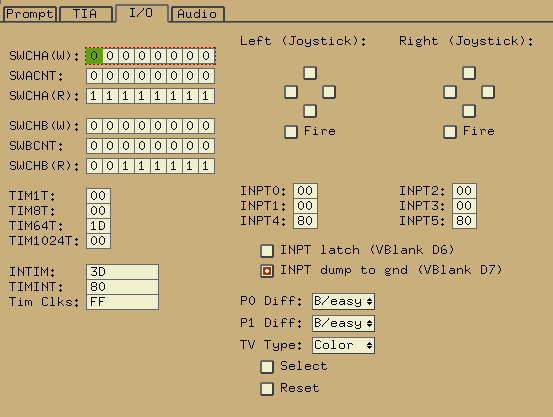 Prompt TIA I/O Audio
Left (Joystick): Right (Joystick):
SWCHA(W): 0 0 0 0 0 0 0 0
SWACNT: 0 0 0 0 0 0 0 0
SWCHA(R): 1 1 1 1 1 1 1 1
Fire Fire
SWCHB(W): 0 0 0 0 0 0 0 0
SWBCNT: 0 0 0 0 0 0 0 0
SWCHB(R): 0 0 1 1 1 1 1 1
TIM1T: 00
TIM8T: 00
TIM64T: 1D
TIM1024T: 00
INPT0: 00 INPT2: 00
INPT1: 00 INPT3: 00
INPT4: 80 INPT5: 80
INPT latch (VBlank D6)
INPT dump to gnd (VBlank D7)
INTIM: 3D
TIMINT: 80
Tim Clks: FF
P0 Diff: B/easy
P1 Diff: B/easy
TV Type: Color
Select
Reset